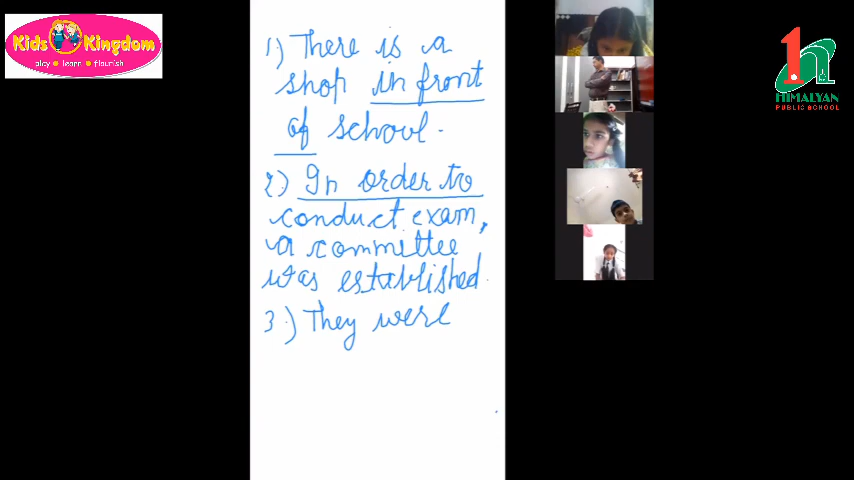 Kids Kingdom
play • learn • flourish
1.) There is a
shop in front
of school.
2.) In order to
conduct exam,
a committee
was established.
3.) They were
1h
HIMALYAN
PUBLIC SCHOOL